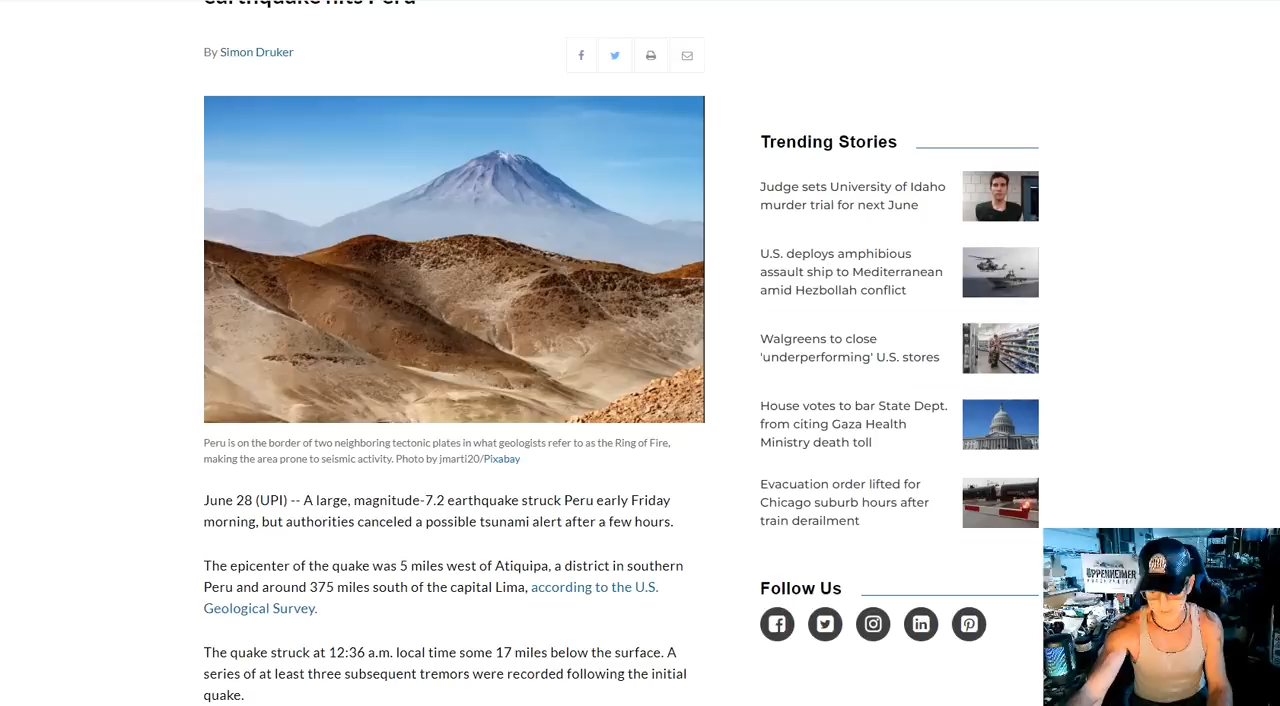 earthquake hits Peru
By Simon Druker
Peru is on the border of two neighboring tectonic plates in what geologists refer to as the Ring of Fire,
making the area prone to seismic activity. Photo by jmarti20/Pixabay
June 28 (UPI) -- A large, magnitude-7.2 earthquake struck Peru early Friday
morning, but authorities canceled a possible tsunami alert after a few hours.
The epicenter of the quake was 5 miles west of Atiquipa, a district in southern
Peru and around 375 miles south of the capital Lima, according to the U.S.
Geological Survey.
The quake struck at 12:36 a.m. local time some 17 miles below the surface. A
series of at least three subsequent tremors were recorded following the initial
quake.
Trending Stories
Judge sets University of Idaho
murder trial for next June
U.S. deploys amphibious
assault ship to Mediterranean
amid Hezbollah conflict
Walgreens to close
'underperforming' U.S. stores
House votes to bar State Dept.
from citing Gaza Health
Ministry death toll
Evacuation order lifted for
Chicago suburb hours after
train derailment
Follow Us
OPPENHEIMER